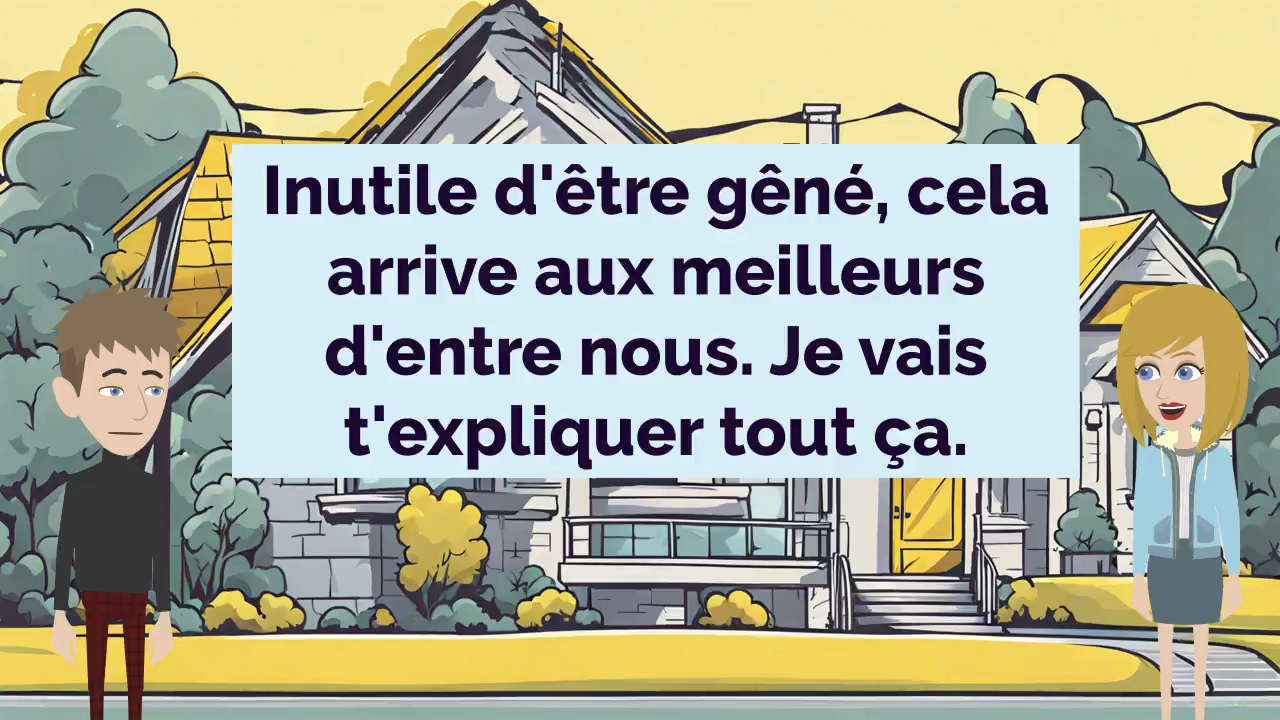 Inutile d'être gêné, cela
arrive aux meilleurs
d'entre nous. Je vais
t'expliquer tout ça.